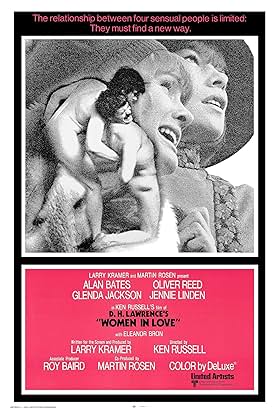 The relationship between four sensual people is limited:
They must find a new way.
LARRY KRAMER and MARTIN ROSEN present
ALAN BATES OLIVER REED
GLENDA JACKSON JENNIE LINDEN
in KEN RUSSELL'S film of
D. H. LAWRENCE'S
"WOMEN IN LOVE"
with ELEANOR BRON
Written for the Screen and Produced by Directed by
LARRY KRAMER KEN RUSSELL
Associate Producer Co-Produced by
ROY BAIRD MARTIN ROSEN COLOR by DeLuxe®
United Artists